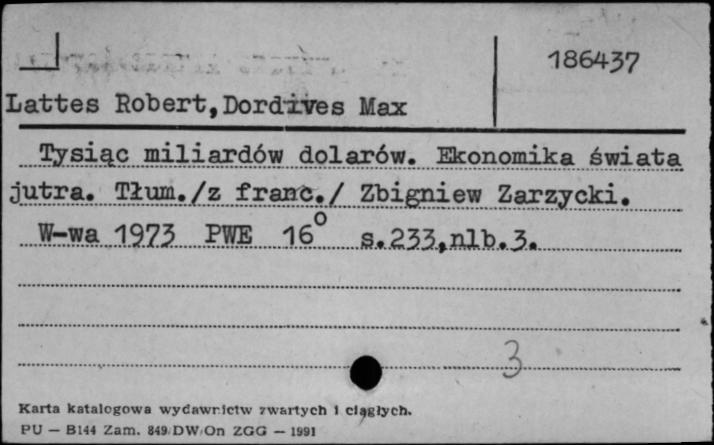 186437
Lattes Robert,Dordives Max
Tysiąc miliardów dolarów. Ekonomika świata
jutra. Tłum./z franc./ Zbigniew Zarzycki.
W-wa 1973 PWE 16° s.233,nlb.3.
3
Karta katalogowa wydawnictw zwartych i ciągłych.
PU — B144 Zam. 849/DW/On ZGG — 1991